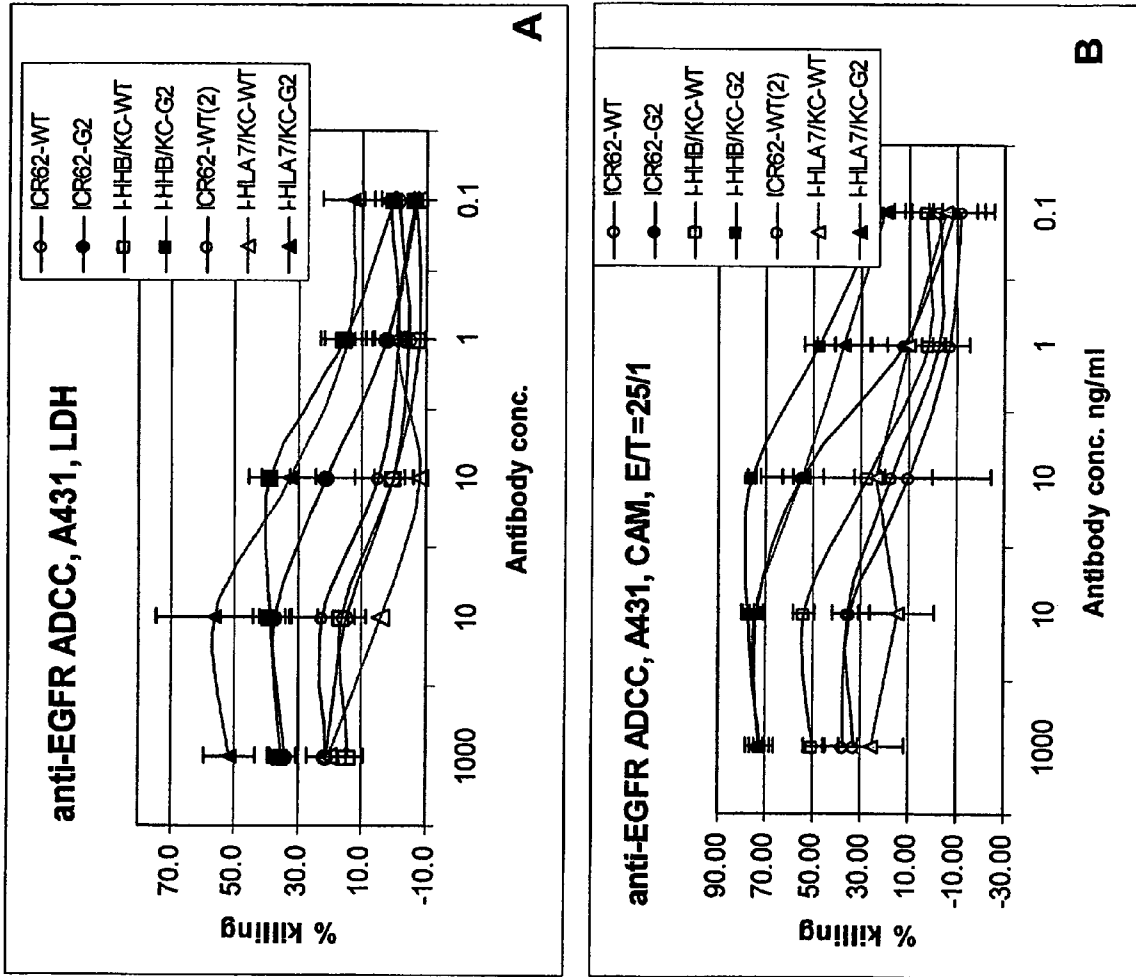 anti-EGFR ADCC, A431, LDH
ICR62-WT
ICR62-G2
I-HHB/KC-WT
I-HHB/KC-G2
ICR62-WT(2)
I-HLA7/KC-WT
I-HLA7/KC-G2
% killing
70.0
50.0
30.0
10.0
-10.0
1000
10
10
1
0.1
Antibody conc.
A
anti-EGFR ADCC, A431, CAM, E/T=25/1
ICR62-WT
ICR62-G2
I-HHB/KC-WT
I-HHB/KC-G2
ICR62-WT(2)
I-HLA7/KC-WT
I-HLA7/KC-G2
% killing
90.00
70.00
50.00
30.00
10.00
-10.00
-30.00
1000
10
10
1
0.1
Antibody conc. ng/ml
B